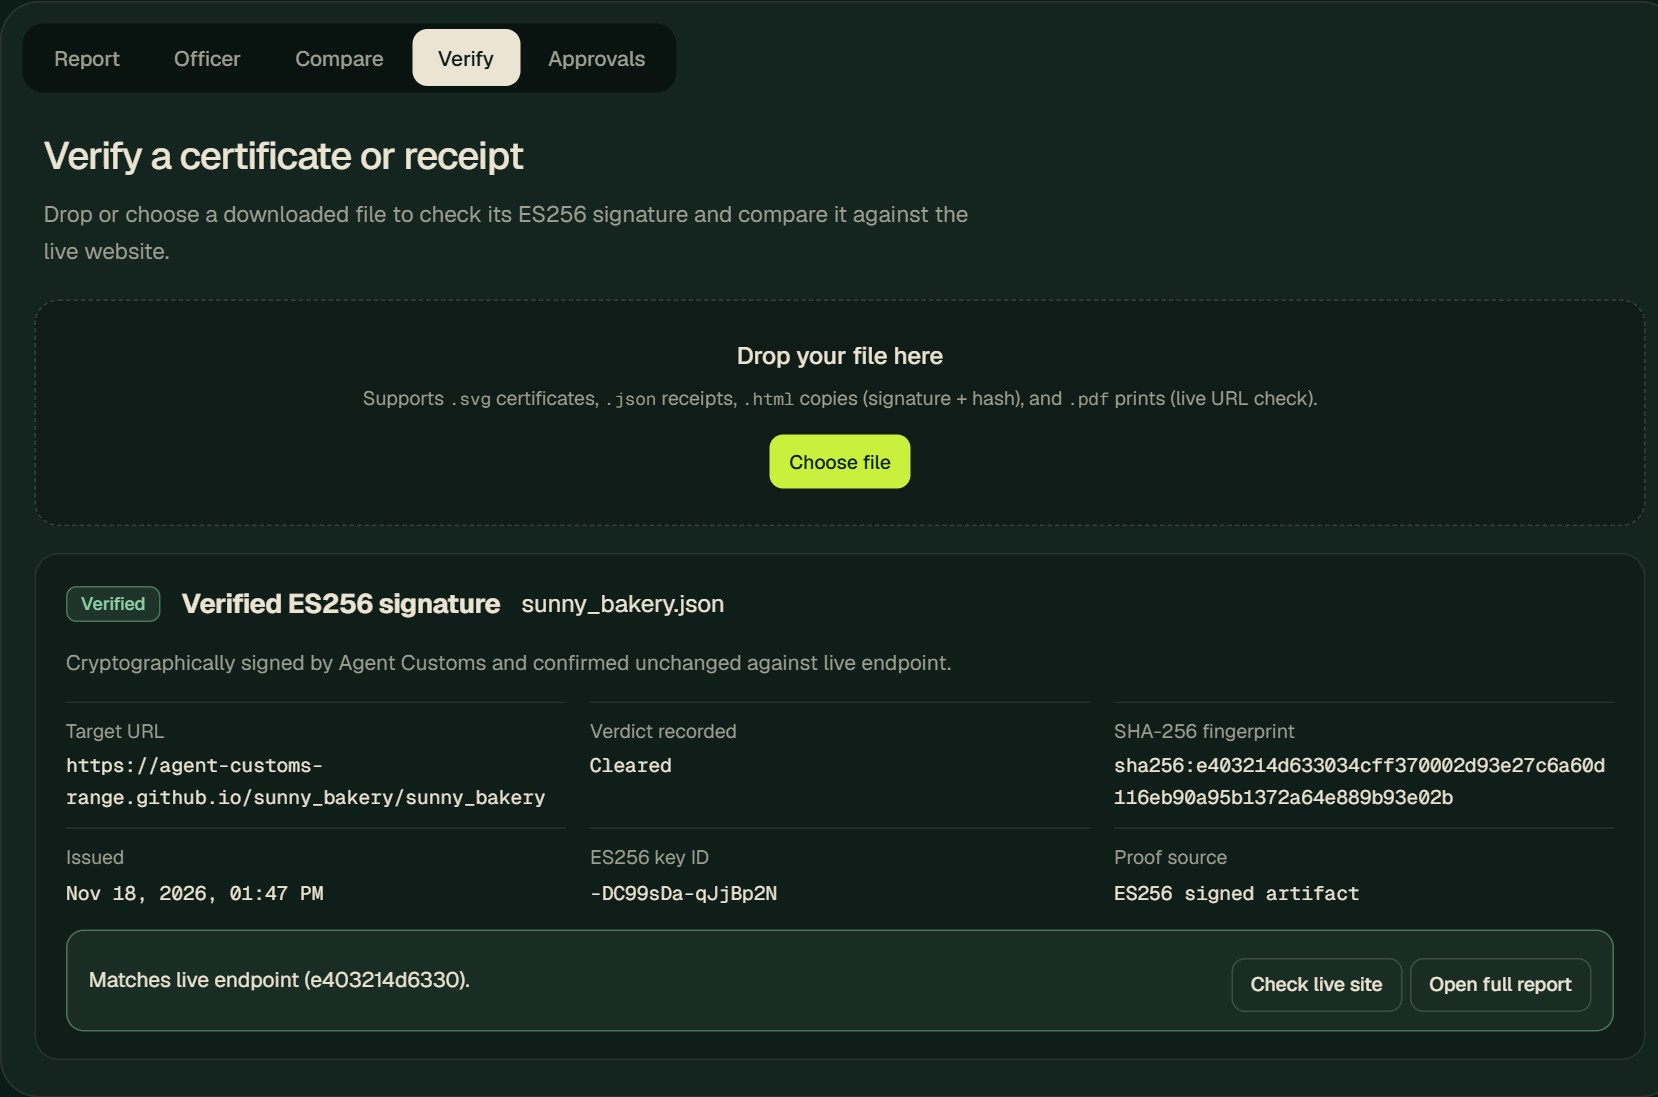 Report
Officer
Compare
Verify
Approvals
Verify a certificate or receipt
Drop or choose a downloaded file to check its ES256 signature and compare it against the
live website.
Drop your file here
Supports .svg certificates, .json receipts, .html copies (signature + hash), and .pdf prints (live URL check).
Choose file
Verified
Verified ES256 signature
sunny_bakery.json
Cryptographically signed by Agent Customs and confirmed unchanged against live endpoint.
Target URL
https://agent-customs-
range.github.io/sunny_bakery/sunny_bakery
Verdict recorded
Cleared
SHA-256 fingerprint
sha256:e403214d633034cff370002d93e27c6a60d
116eb90a95b1372a64e889b93e02b
Issued
Nov 18, 2026, 01:47 PM
ES256 key ID
-DC99sDa-qJjBp2N
Proof source
ES256 signed artifact
Matches live endpoint (e403214d6330).
Check live site
Open full report